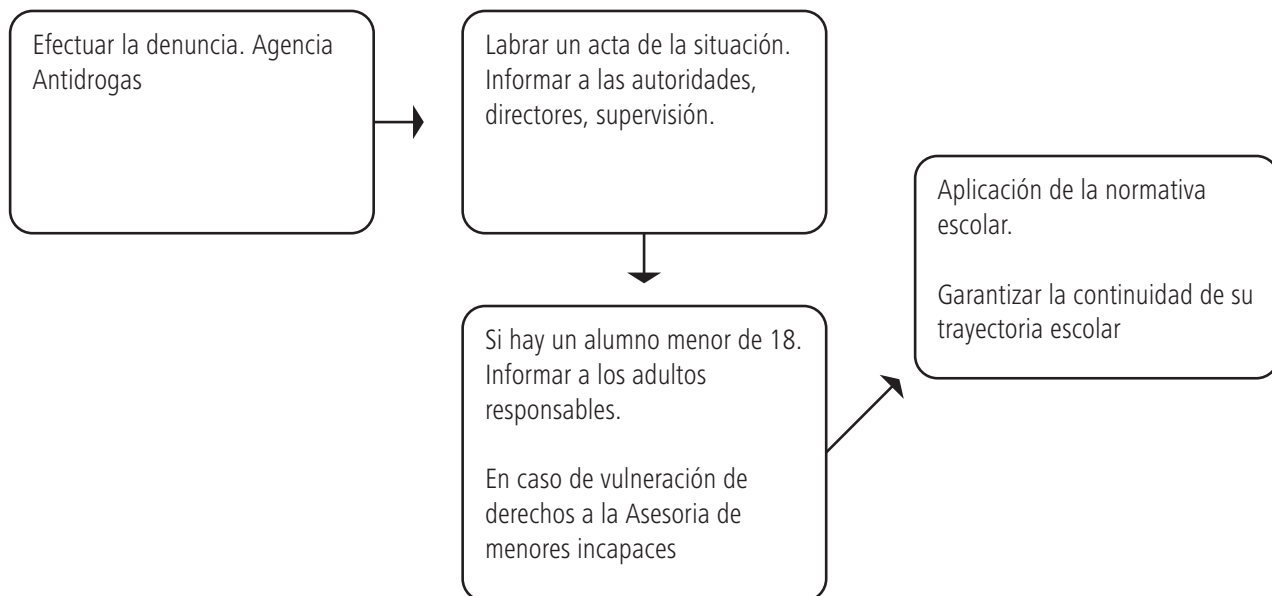 Efectuar la denuncia. Agencia
Antidrogas
Labrar un acta de la situación.
Informar a las autoridades,
directores, supervisión.
Si hay un alumno menor de 18.
Informar a los adultos
responsables.
En caso de vulneración de
derechos a la Asesoria de
menores incapaces
Aplicación de la normativa
escolar.
Garantizar la continuidad de su
trayectoria escolar